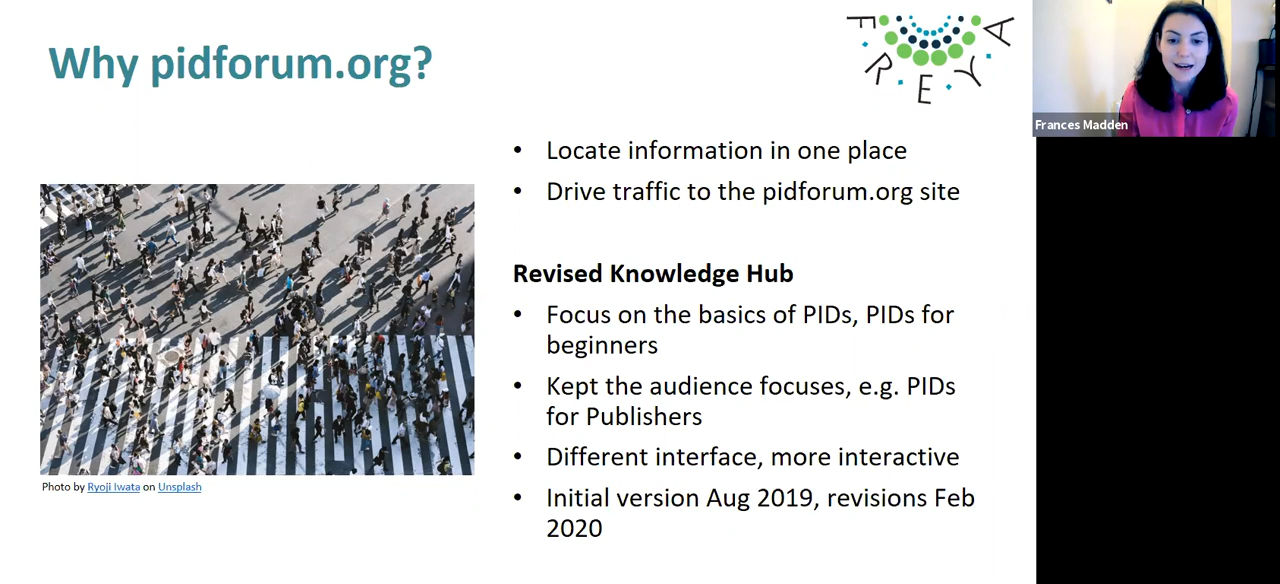 Why pidforum.org?
FREYA
Frances Madden
• Locate information in one place
• Drive traffic to the pidforum.org site
Revised Knowledge Hub
• Focus on the basics of PIDs, PIDs for
beginners
• Kept the audience focuses, e.g. PIDs
for Publishers
• Different interface, more interactive
• Initial version Aug 2019, revisions Feb
2020
Photo by Ryoji Iwata on Unsplash